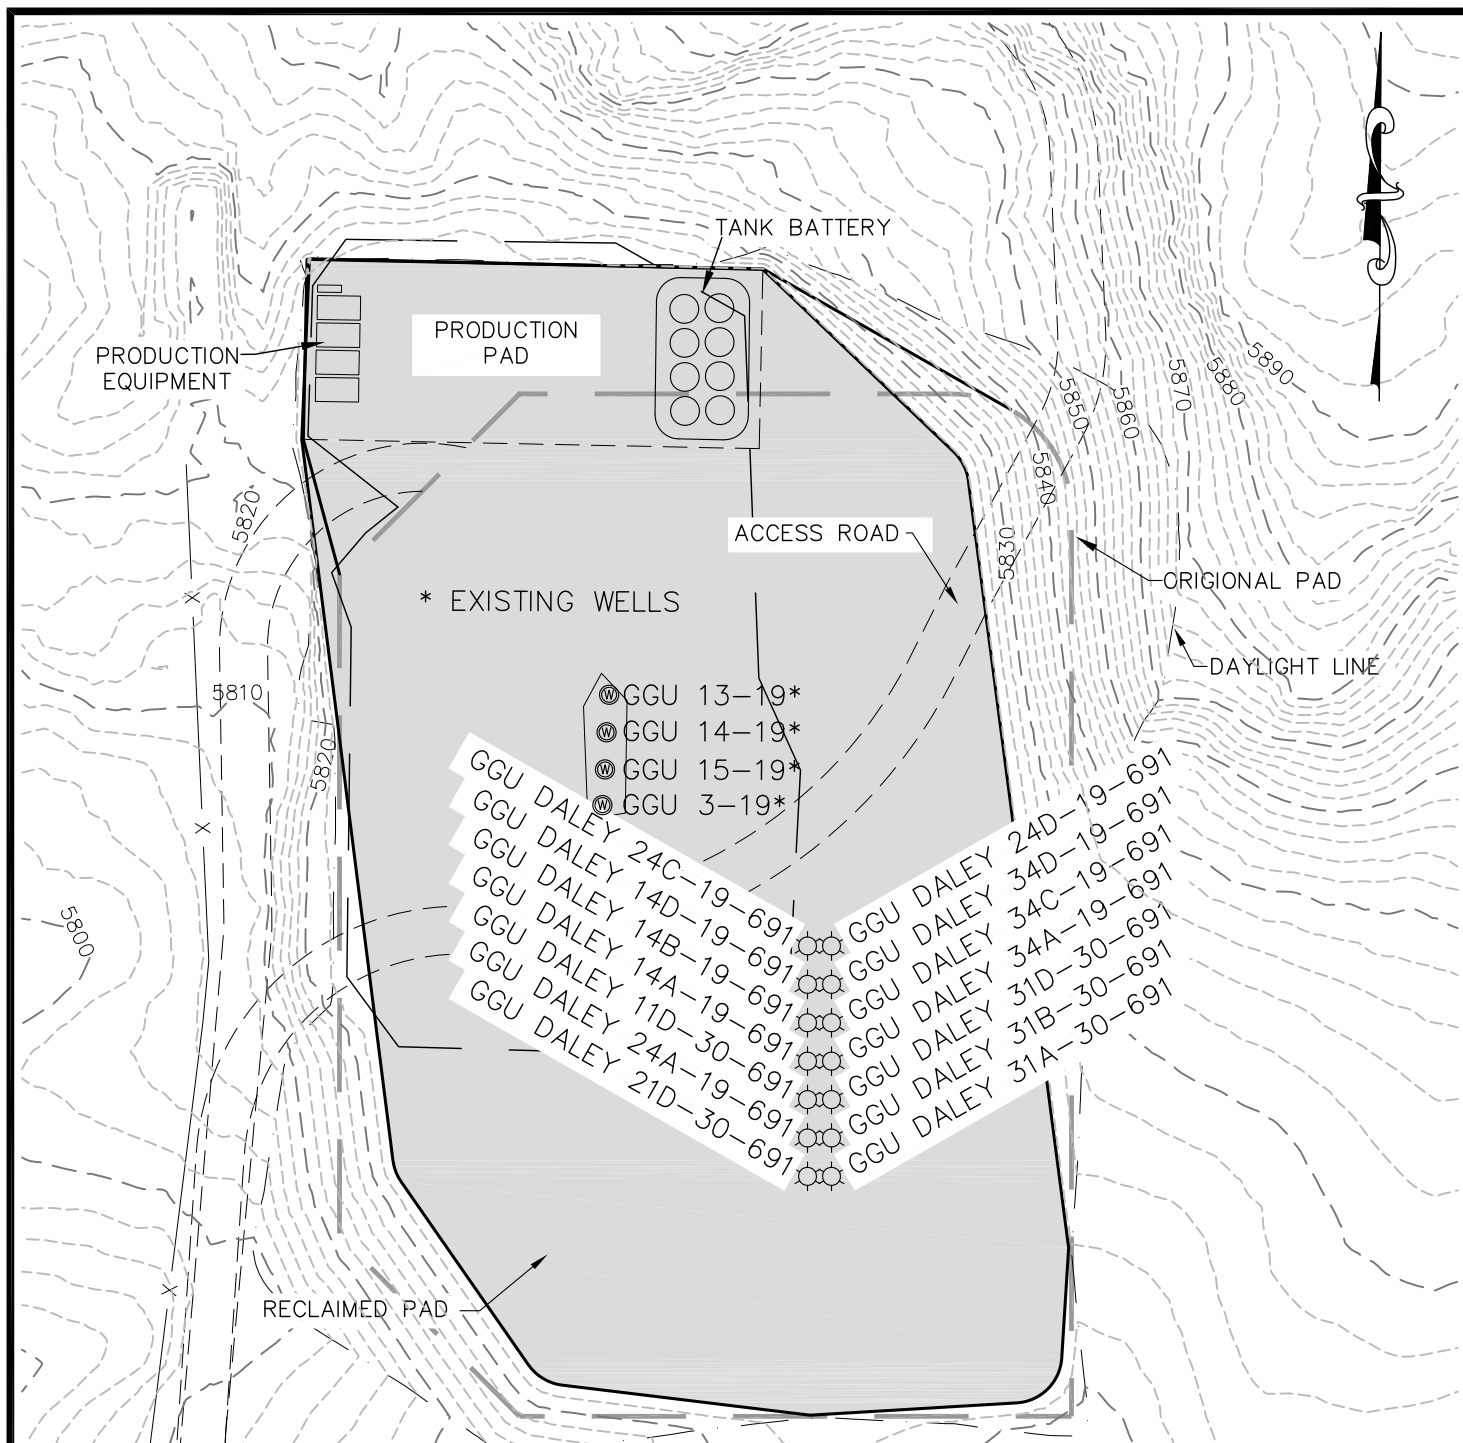 TANK BATTERY
PRODUCTION
PAD
PRODUCTION
EQUIPMENT
5890
5880
5870
5860
5850
5840
5830
5820
ACCESS ROAD
ORIGIONAL PAD
* EXISTING WELLS
DAYLIGHT LINE
5810
X
W GGU 13-19*
W GGU 14-19*
W GGU 15-19*
W GGU 3-19*
5820
X
5800
GGU DALEY 24C-19-691
GGU DALEY 14D-19-691
GGU DALEY 14B-19-691
GGU DALEY 14A-19-691
GGU DALEY 11D-30-691
GGU DALEY 24A-19-691
GGU DALEY 21D-30-691
GGU DALEY 24D-19-691
GGU DALEY 34D-19-691
GGU DALEY 34C-19-691
GGU DALEY 34A-19-691
GGU DALEY 31D-30-691
GGU DALEY 31B-30-691
GGU DALEY 31A-30-691
X
RECLAIMED PAD